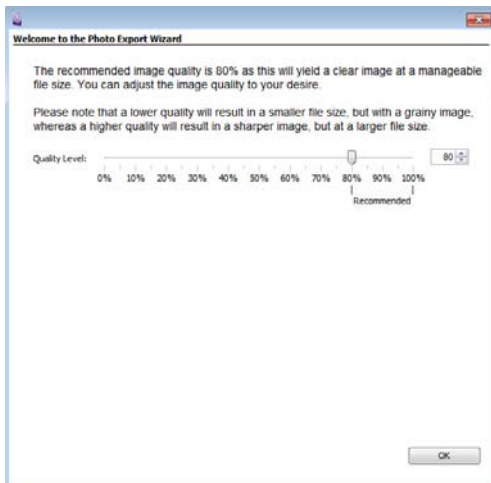 Welcome to the Photo Export Wizard
The recommended image quality is 80% as this will yield a clear image at a manageable
file size. You can adjust the image quality to your desire.
Please note that a lower quality will result in a smaller file size, but with a grainy image,
whereas a higher quality will result in a sharper image, but at a larger file size.
Quality Level: 80
0% 10% 20% 30% 40% 50% 60% 70% 80% 90% 100%
Recommended
OK